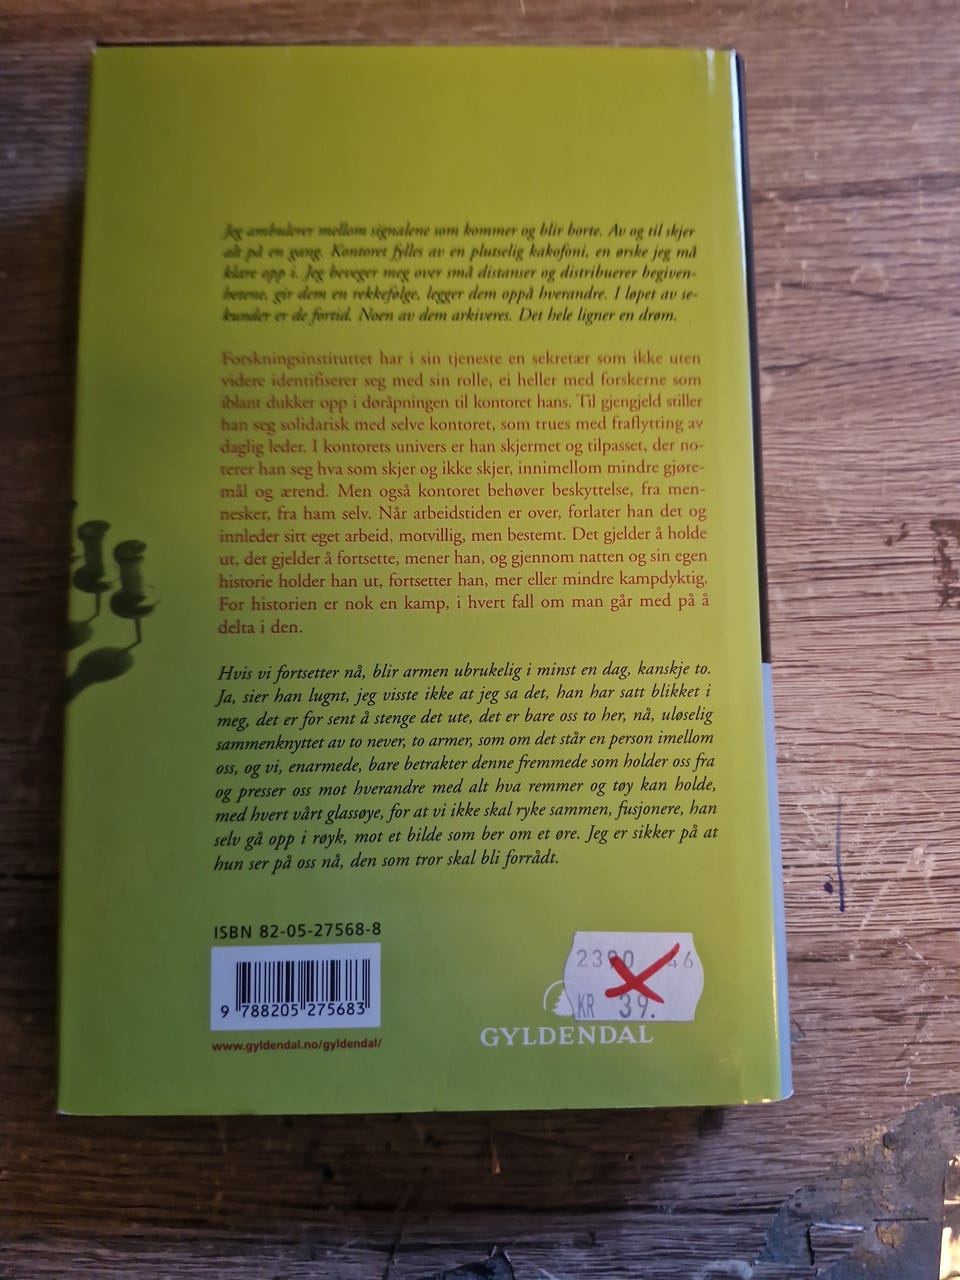 Jeg ambulerer mellom signalene som kommer og blir borte. Av og til skjer
alt på en gang. Kontoret fylles av en plutselig kakofoni, en ørske jeg må
klare opp i. Jeg beveger meg over små distanser og distribuerer begiven-
hetene, gir dem en rekkefølge, legger dem oppå hverandre. I løpet av se-
kunder er de fortid. Noen av dem arkiveres. Det hele ligner en drøm.
Forskningsinstituttet har i sin tjeneste en sekretær som ikke uten
videre identifiserer seg med sin rolle, ei heller med forskerne som
iblant dukker opp i døråpningen til kontoret hans. Til gjengjeld stiller
han seg solidarisk med selve kontoret, som trues med fraflytting av
daglig leder. I kontorets univers er han skjermet og tilpasset, der no-
terer han seg hva som skjer og ikke skjer, innimellom mindre gjøre-
mål og ærend. Men også kontoret behøver beskyttelse, fra men-
nesker, fra ham selv. Når arbeidstiden er over, forlater han det og
innleder sitt eget arbeid, motvillig, men bestemt. Det gjelder å holde
ut, det gjelder å fortsette, mener han, og gjennom natten og sin egen
historie holder han ut, fortsetter han, mer eller mindre kampdyktig.
For historien er nok en kamp, i hvert fall om man går med på å
delta i den.
Hvis vi fortsetter nå, blir armen ubrukelig i minst en dag, kanskje to.
Ja, sier han lugnt, jeg visste ikke at jeg sa det, han har satt blikket i
meg, det er for sent å stenge det ute, det er bare oss to her, nå, uløselig
sammenknyttet av to never, to armer, som om det står en person imellom
oss, og vi, enarmede, bare betrakter denne fremmede som holder oss fra
og presser oss mot hverandre med alt hva remmer og tøy kan holde,
med hvert vårt glassøye, for at vi ikke skal ryke sammen, fusjonere, han
selv gå opp i røyk, mot et bilde som ber om et øre. Jeg er sikker på at
hun ser på oss nå, den som tror skal bli forrådt.
ISBN 82-05-27568-8
9 788205 275683
www.gyldendal.no/gyldendal/
46
KR 39.
GYLDENDAL